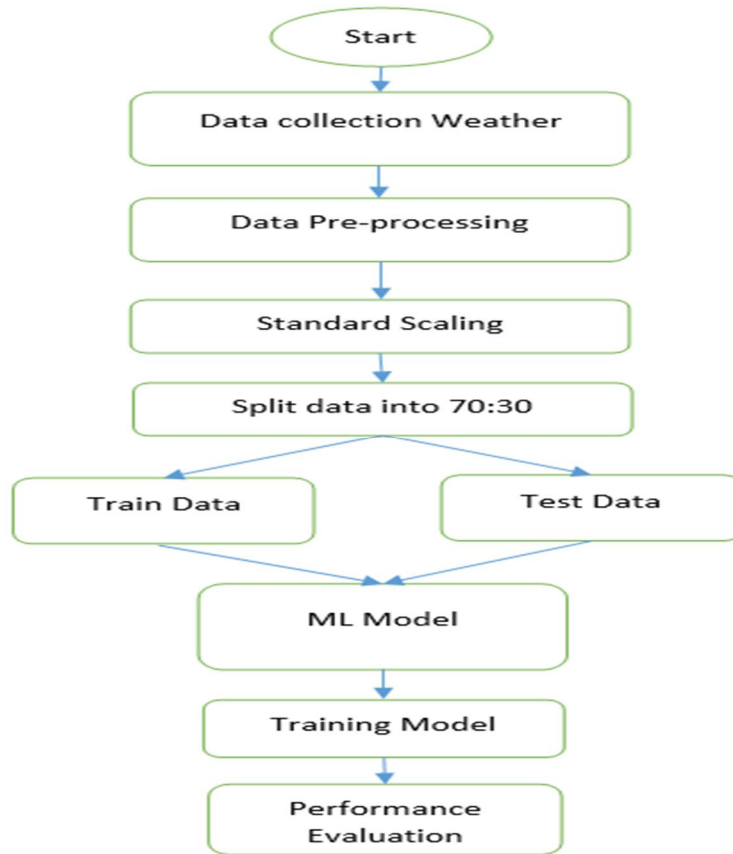 Start
Data collection Weather
Data Pre-processing
Standard Scaling
Split data into 70:30
Train Data
Test Data
ML Model
Training Model
Performance
Evaluation